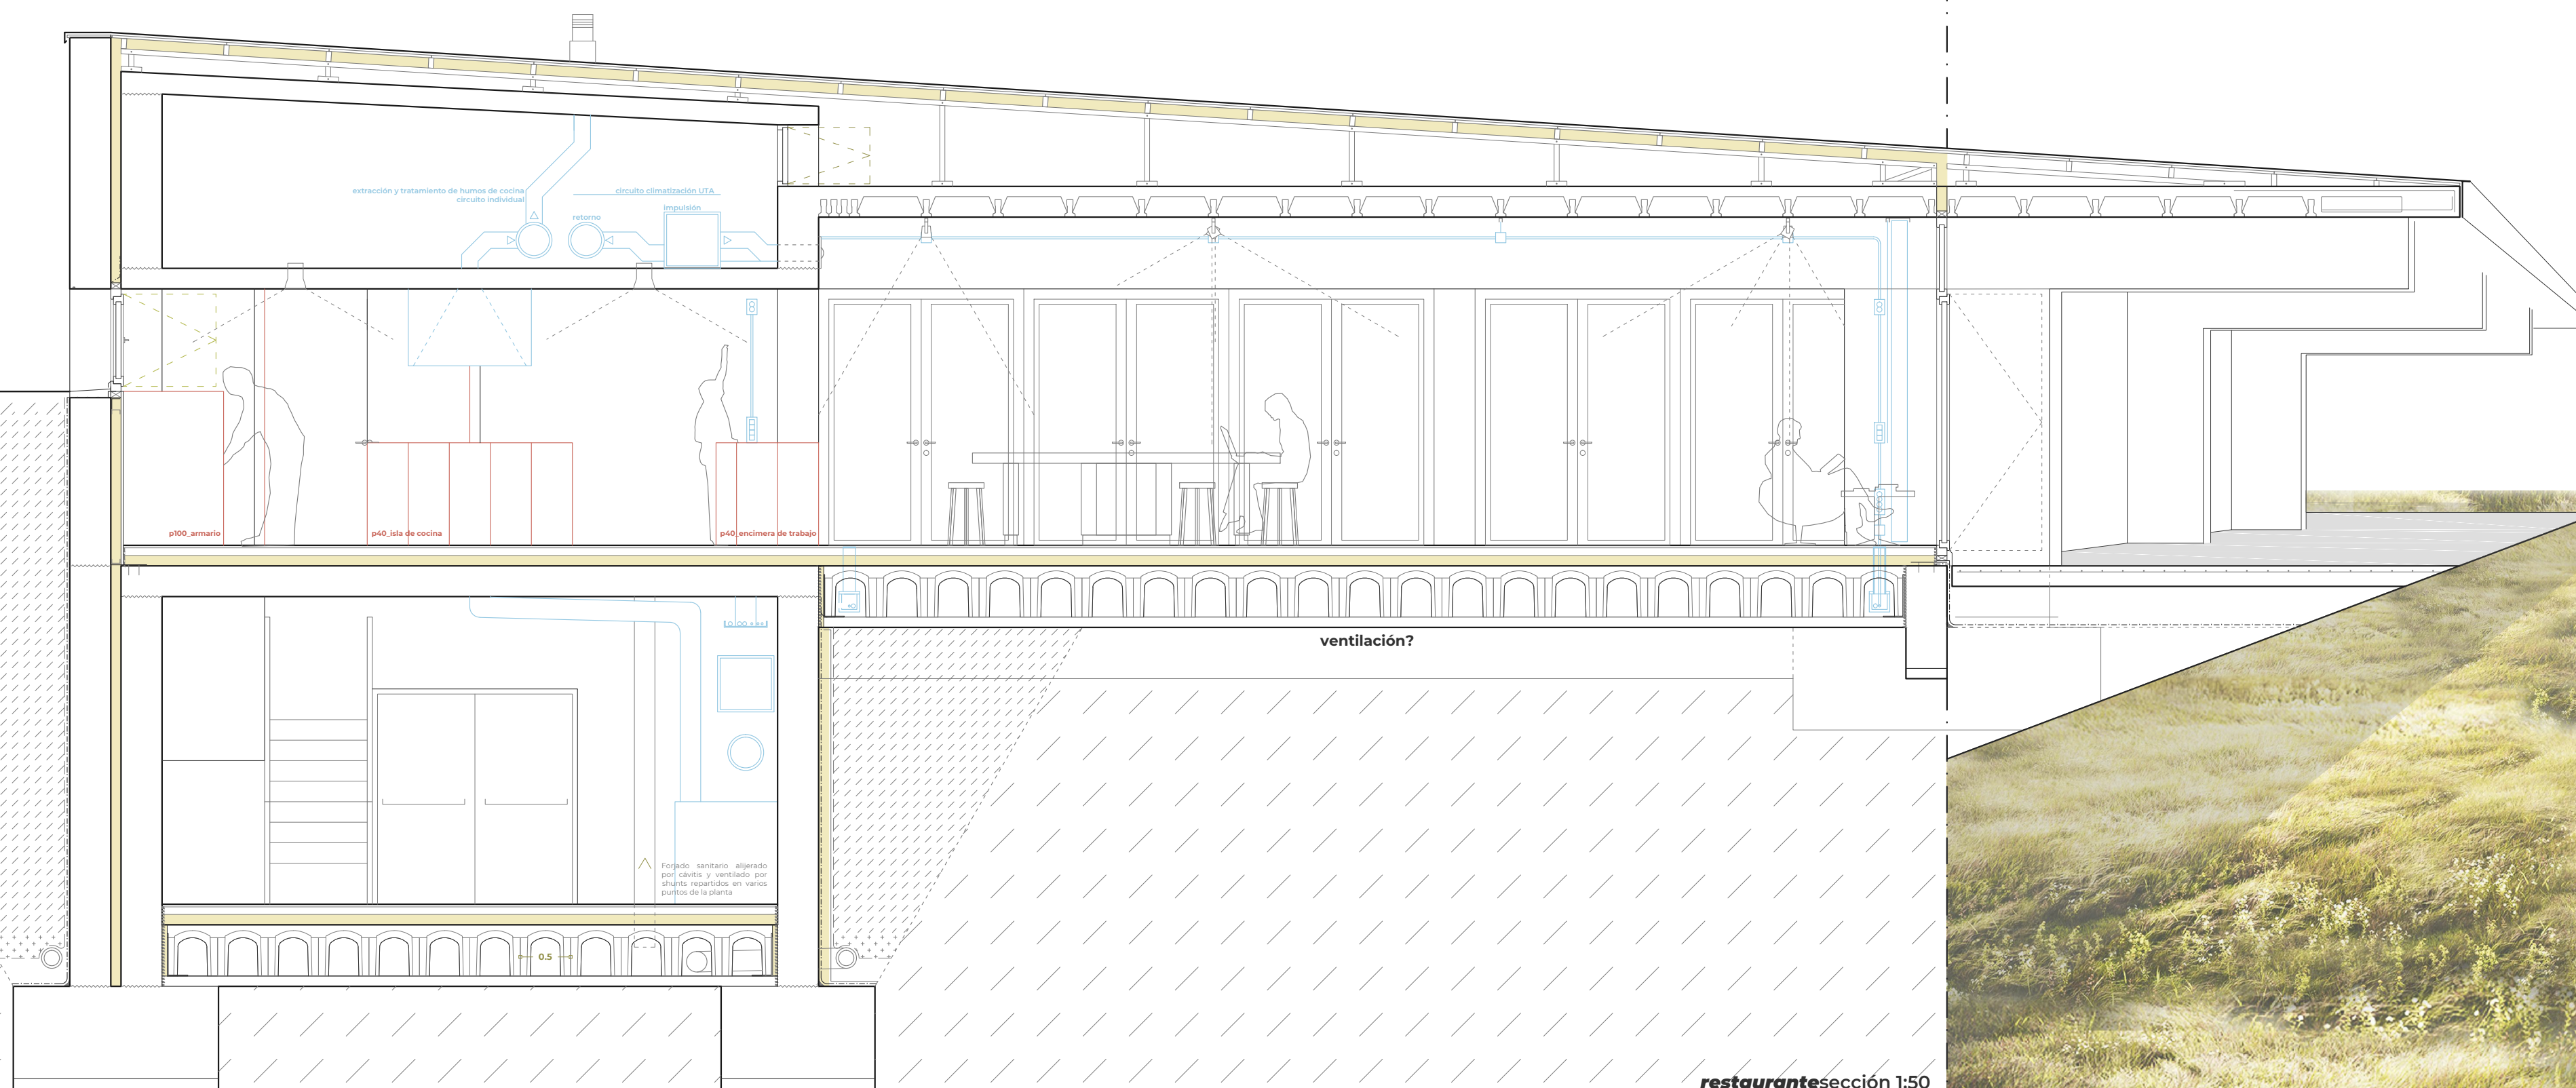 extracción y tratamiento de humos de cocina
circuito individual
circuito climatización UTA
impulsión
retorno
p100_armario
p40_isla de cocina
p40_encimera de trabajo
ventilación?
Forjado sanitario alijerado
por cávitis y ventilado por
shunts repartidos en varios
puntos de la planta
0.5
restaurantesección 1:50